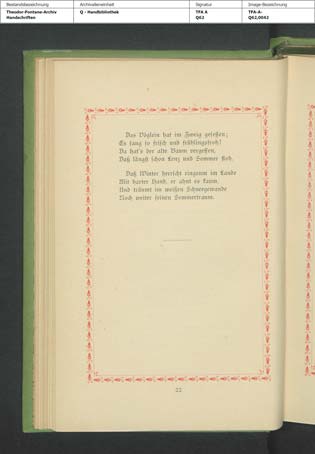 Bestandsbezeichnung
Archivalieneinheit
Signatur
Image-Bezeichnung
Theodor-Fontane-Archiv
Handschriften
Q - Handbibliothek
TFA A
Q62
TFA-A-
Q62,0042
Das Vöglein hat im Zweig gesessen;
Es sang so frisch und frühlingsfroh!
Da hat's der alte Baum vergessen,
Daß längst schon Lenz und Sommer floh.
Daß Winter herrscht ringsum im Lande
Mit harter Hand, er ahnt es kaum,
Und träumt im weißen Schneegewande
Noch weiter seinen Sommertraum.
22